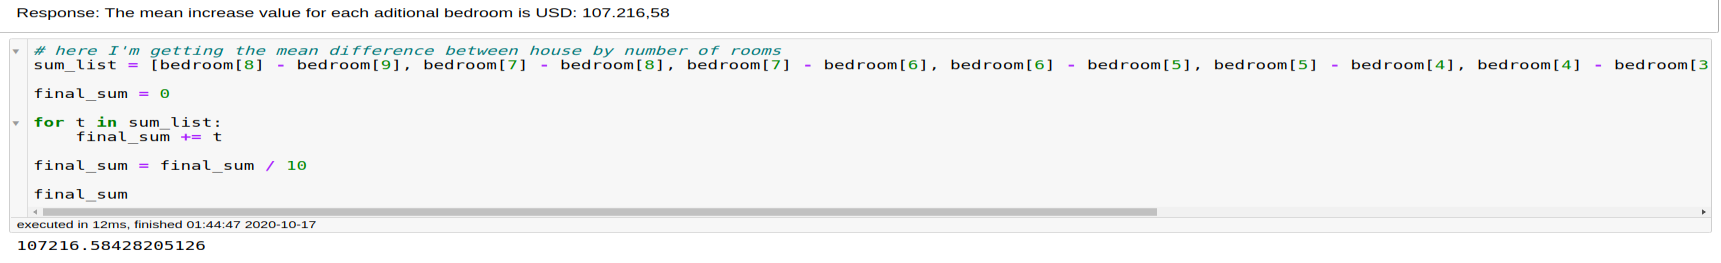 Response: The mean increase value for each aditional bedroom is USD: 107.216,58
# here I'm getting the mean difference between house by number of rooms
sum_list = [bedroom[8] - bedroom[9], bedroom[7] - bedroom[8], bedroom[7] - bedroom[6], bedroom[6] - bedroom[5], bedroom[5] - bedroom[4], bedroom[4] - bedroom[3
final_sum = 0
for t in sum_list:
    final_sum += t
final_sum = final_sum / 10
final_sum
executed in 12ms, finished 01:44:47 2020-10-17
107216.58428205126